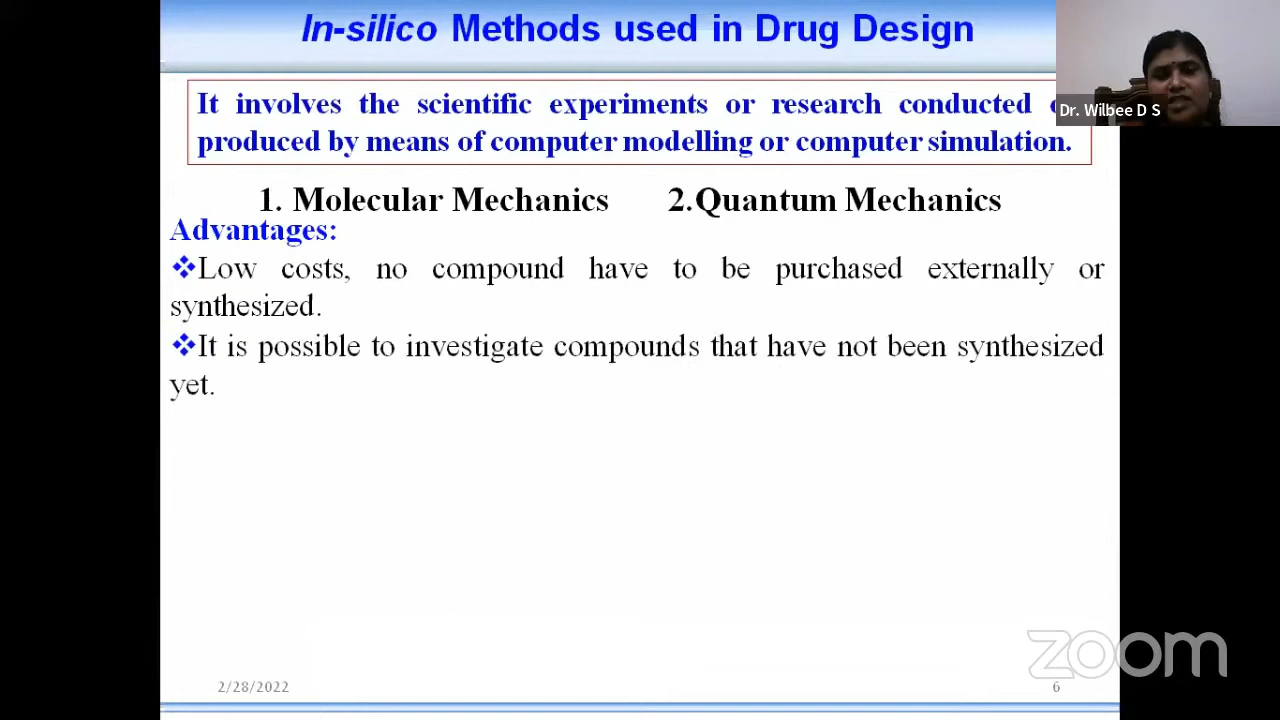 In-silico Methods used in Drug Design
It involves the scientific experiments or research conducted
produced by means of computer modelling or computer simulation.
Dr. Wilbee D S
1. Molecular Mechanics 2.Quantum Mechanics
Advantages:
❖Low costs, no compound have to be purchased externally or
synthesized.
❖It is possible to investigate compounds that have not been synthesized
yet.
zoom
2/28/2022 6